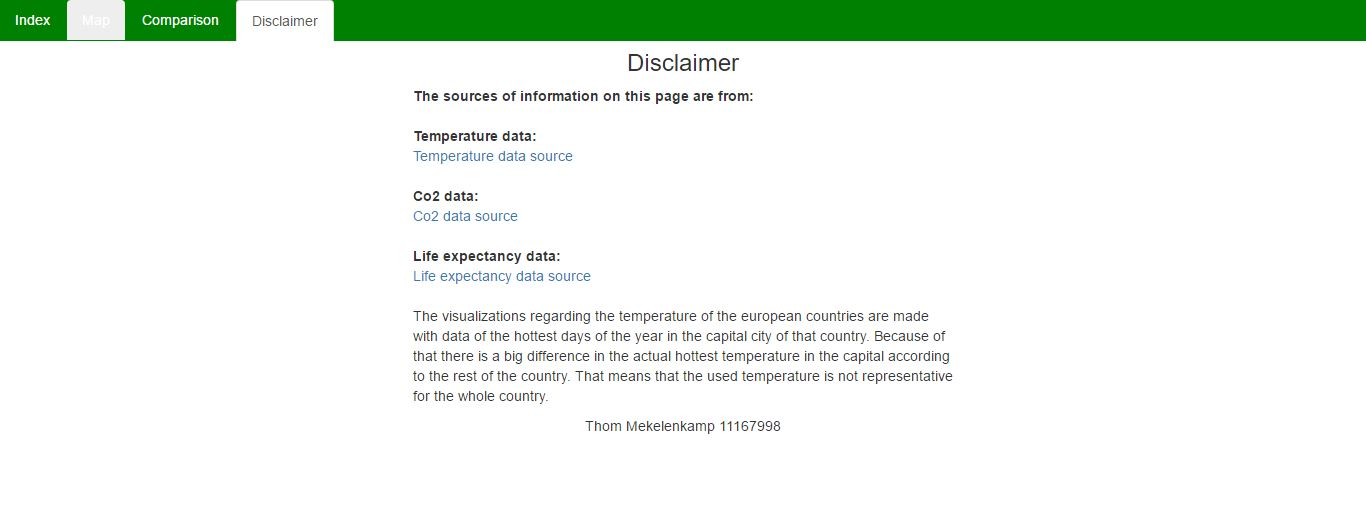 Index Map Comparison Disclaimer
Disclaimer
The sources of information on this page are from:
Temperature data:
Temperature data source
Co2 data:
Co2 data source
Life expectancy data:
Life expectancy data source
The visualizations regarding the temperature of the european countries are made
with data of the hottest days of the year in the capital city of that country. Because of
that there is a big difference in the actual hottest temperature in the capital according
to the rest of the country. That means that the used temperature is not representative
for the whole country.
Thom Mekelenkamp 11167998